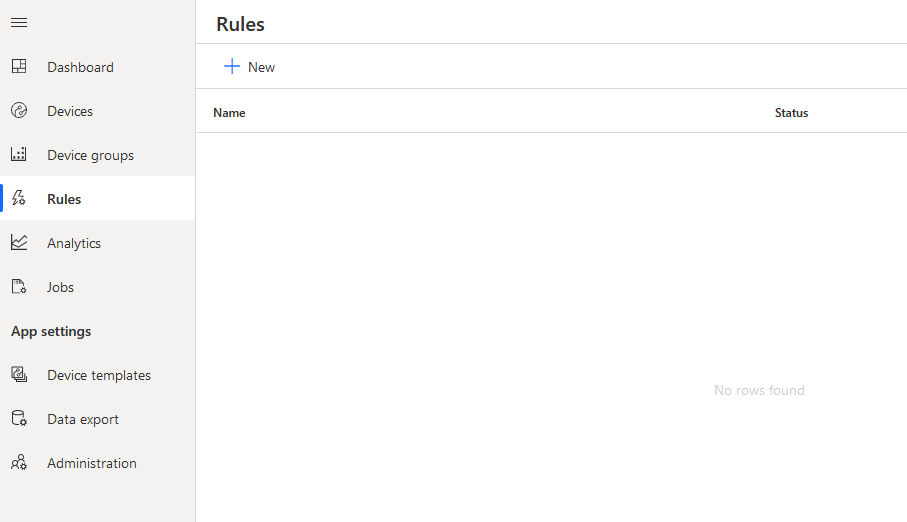 Rules
New
Name Status
No rows found
Dashboard
Devices
Device groups
Rules
Analytics
Jobs
App settings
Device templates
Data export
Administration